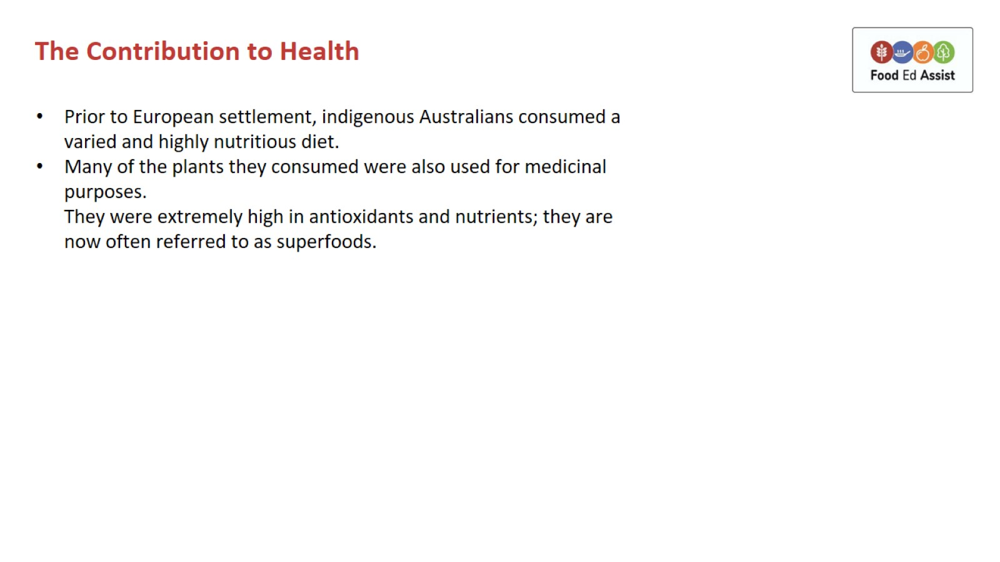 The Contribution to Health
Food Ed Assist
• Prior to European settlement, indigenous Australians consumed a
varied and highly nutritious diet.
• Many of the plants they consumed were also used for medicinal
purposes.
They were extremely high in antioxidants and nutrients; they are
now often referred to as superfoods.